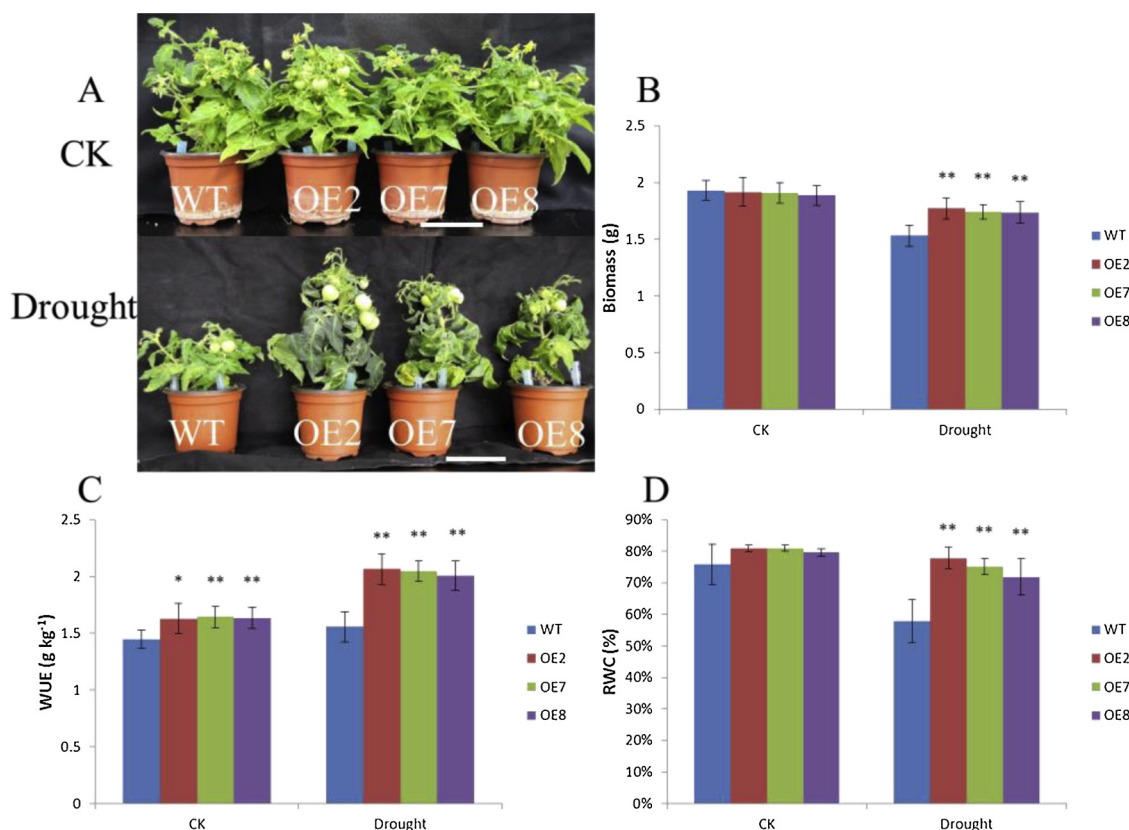 A
CK
WT OE2 OE7 OE8
Drought
WT OE2 OE7 OE8
B
2.5
2
1.5
1
0.5
0
Biomass (g)
** ** **
CK Drought
WT
OE2
OE7
OE8
C
2.5
2
1.5
1
0.5
0
WUE (g kg⁻¹)
* ** **
** ** **
CK Drought
WT
OE2
OE7
OE8
D
90%
80%
70%
60%
50%
40%
30%
20%
10%
0%
RWC (%)
** ** **
CK Drought
WT
OE2
OE7
OE8